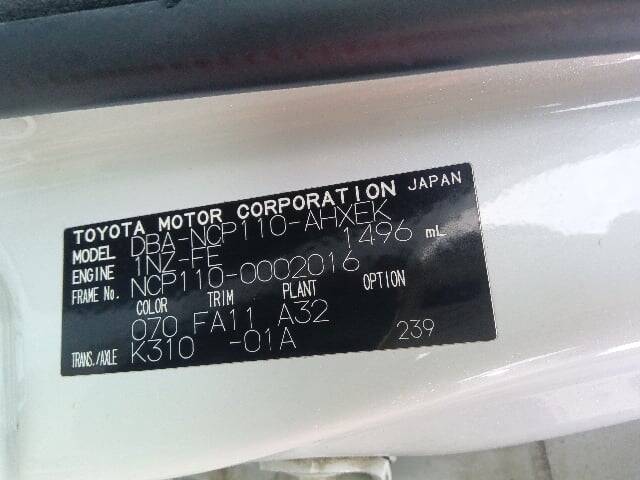 TOYOTA MOTOR CORPORATION JAPAN
MODEL DBA-NCP110-AHXEK
ENGINE 1NZ-FE 1496 mL
FRAME No. NCP110-0002016
COLOR TRIM PLANT OPTION
070 FA11 A32
TRANS./AXLE K310 -01A 239